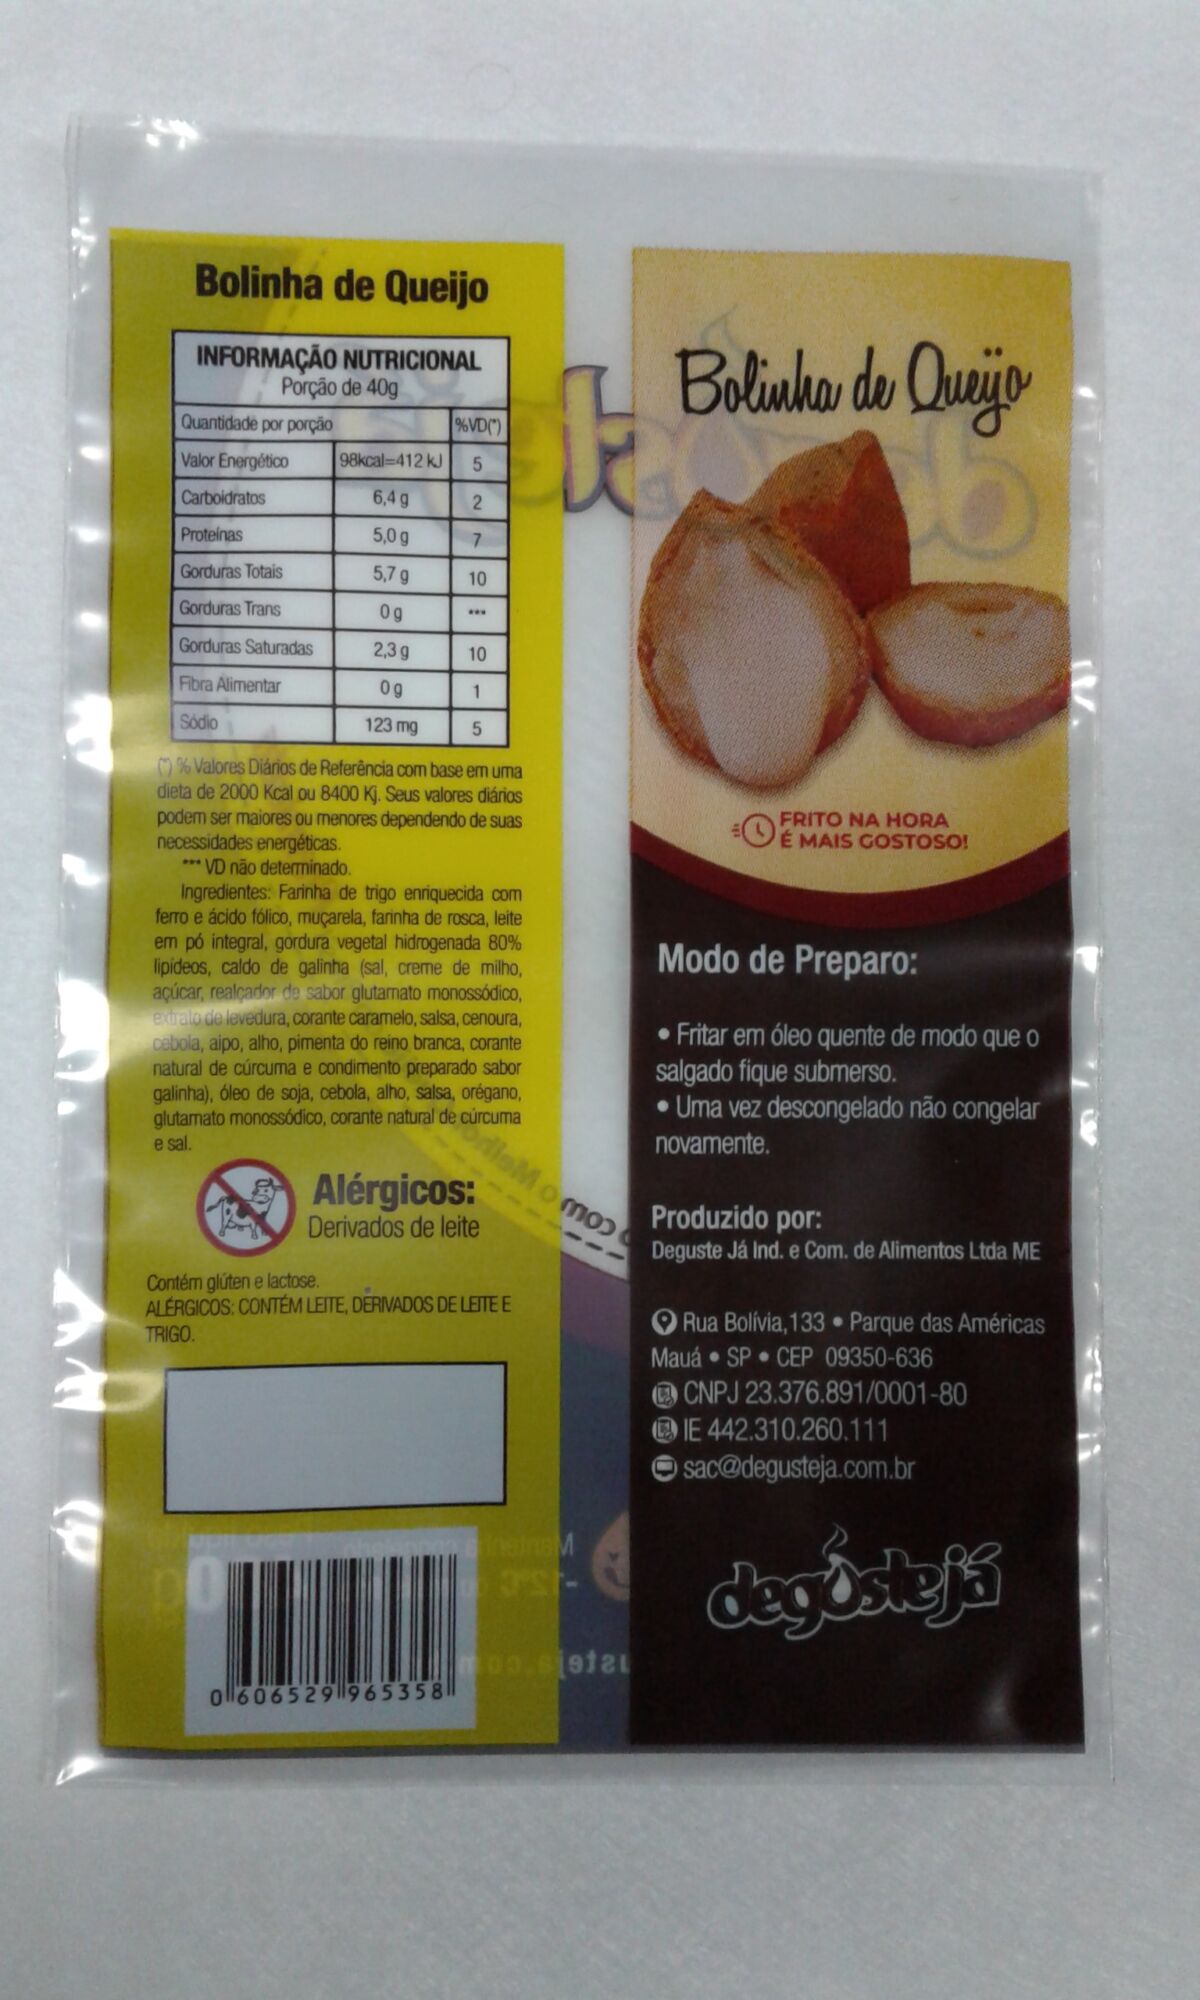 Bolinha de Queijo
INFORMAÇÃO NUTRICIONAL
Porção de 40g
Quantidade por porção %VD(*)
Valor Energético 98kcal=412 kJ 5
Carboidratos 6,4 g 2
Proteínas 5,0 g 7
Gorduras Totais 5,7 g 10
Gorduras Trans 0 g ***
Gorduras Saturadas 2,3 g 10
Fibra Alimentar 0 g 1
Sódio 123 mg 5
(*) % Valores Diários de Referência com base em uma
dieta de 2000 Kcal ou 8400 Kj. Seus valores diários
podem ser maiores ou menores dependendo de suas
necessidades energéticas.
*** VD não determinado.
Ingredientes: Farinha de trigo enriquecida com
ferro e ácido fólico, muçarela, farinha de rosca, leite
em pó integral, gordura vegetal hidrogenada 80%
lipídeos, caldo de galinha (sal, creme de milho,
açúcar, realçador de sabor glutamato monossódico,
extrato de levedura, corante caramelo, salsa, cenoura,
cebola, aipo, alho, pimenta do reino branca, corante
natural de cúrcuma e condimento preparado sabor
galinha), óleo de soja, cebola, alho, salsa, orégano,
glutamato monossódico, corante natural de cúrcuma
e sal.
Alérgicos:
Derivados de leite
Contém glúten e lactose.
ALÉRGICOS: CONTÉM LEITE, DERIVADOS DE LEITE E
TRIGO.
0 606529 965358
Bolinha de Queijo
FRITO NA HORA
É MAIS GOSTOSO!
Modo de Preparo:
• Fritar em óleo quente de modo que o
salgado fique submerso.
• Uma vez descongelado não congelar
novamente.
Produzido por:
Deguste Já Ind. e Com. de Alimentos Ltda ME
Rua Bolívia,133 • Parque das Américas
Mauá • SP • CEP 09350-636
CNPJ 23.376.891/0001-80
IE 442.310.260.111
sac@degusteja.com.br
degustejá